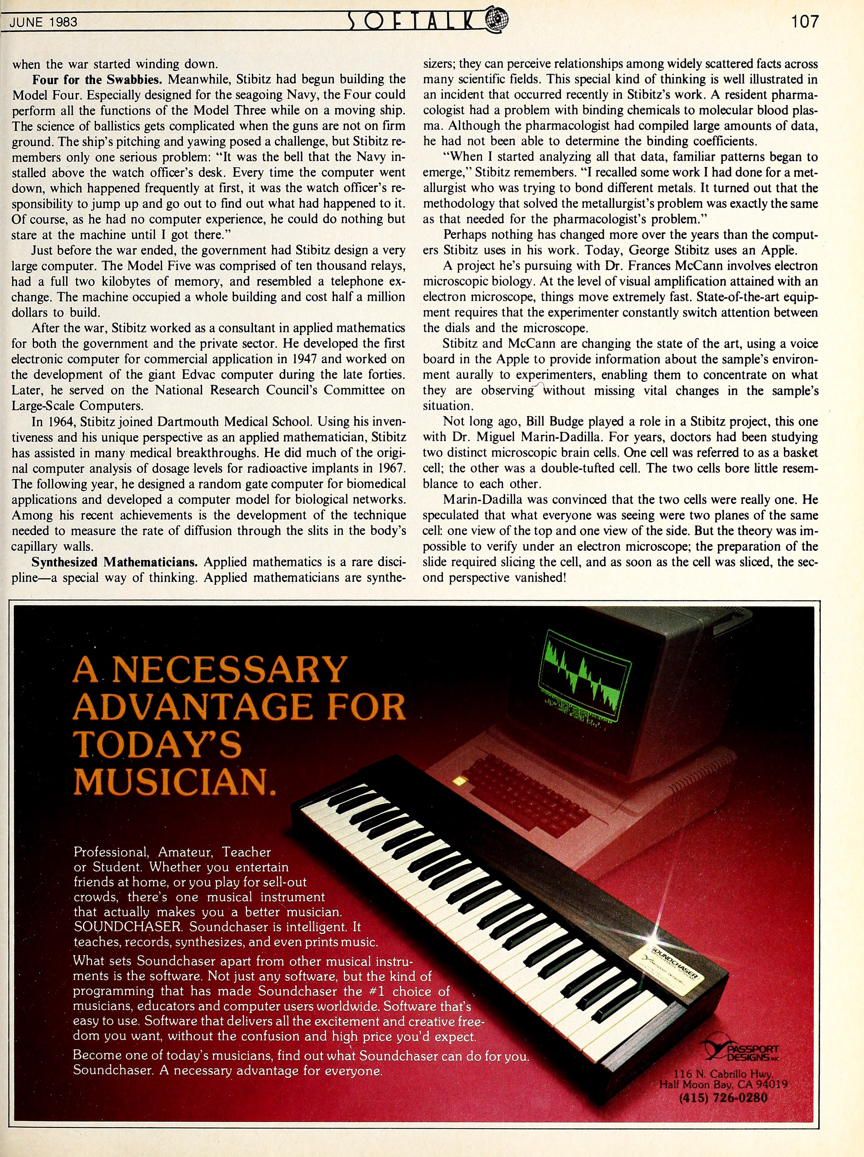 JUNE 1983
SOFTALK
107
when the war started winding down.
Four for the Swabbies. Meanwhile, Stibitz had begun building the
Model Four. Especially designed for the seagoing Navy, the Four could
perform all the functions of the Model Three while on a moving ship.
The science of ballistics gets complicated when the guns are not on firm
ground. The ship's pitching and yawing posed a challenge, but Stibitz re-
members only one serious problem: "It was the bell that the Navy in-
stalled above the watch officer's desk. Every time the computer went
down, which happened frequently at first, it was the watch officer's re-
sponsibility to jump up and go out to find out what had happened to it.
Of course, as he had no computer experience, he could do nothing but
stare at the machine until I got there."
Just before the war ended, the government had Stibitz design a very
large computer. The Model Five was comprised of ten thousand relays,
had a full two kilobytes of memory, and resembled a telephone ex-
change. The machine occupied a whole building and cost half a million
dollars to build.
After the war, Stibitz worked as a consultant in applied mathematics
for both the government and the private sector. He developed the first
electronic computer for commercial application in 1947 and worked on
the development of the giant Edvac computer during the late forties.
Later, he served on the National Research Council's Committee on
Large-Scale Computers.
In 1964, Stibitz joined Dartmouth Medical School. Using his inven-
tiveness and his unique perspective as an applied mathematician, Stibitz
has assisted in many medical breakthroughs. He did much of the origi-
nal computer analysis of dosage levels for radioactive implants in 1967.
The following year, he designed a random gate computer for biomedical
applications and developed a computer model for biological networks.
Among his recent achievements is the development of the technique
needed to measure the rate of diffusion through the slits in the body's
capillary walls.
Synthesized Mathematicians. Applied mathematics is a rare disci-
pline—a special way of thinking. Applied mathematicians are synthe-
sizers; they can perceive relationships among widely scattered facts across
many scientific fields. This special kind of thinking is well illustrated in
an incident that occurred recently in Stibitz's work. A resident pharma-
cologist had a problem with binding chemicals to molecular blood plas-
ma. Although the pharmacologist had compiled large amounts of data,
he had not been able to determine the binding coefficients.
"When I started analyzing all that data, familiar patterns began to
emerge," Stibitz remembers. "I recalled some work I had done for a met-
allurgist who was trying to bond different metals. It turned out that the
methodology that solved the metallurgist's problem was exactly the same
as that needed for the pharmacologist's problem."
Perhaps nothing has changed more over the years than the comput-
ers Stibitz uses in his work. Today, George Stibitz uses an Apple.
A project he's pursuing with Dr. Frances McCann involves electron
microscopic biology. At the level of visual amplification attained with an
electron microscope, things move extremely fast. State-of-the-art equip-
ment requires that the experimenter constantly switch attention between
the dials and the microscope.
Stibitz and McCann are changing the state of the art, using a voice
board in the Apple to provide information about the sample's environ-
ment aurally to experimenters, enabling them to concentrate on what
they are observing without missing vital changes in the sample's
situation.
Not long ago, Bill Budge played a role in a Stibitz project, this one
with Dr. Miguel Marin-Dadilla. For years, doctors had been studying
two distinct microscopic brain cells. One cell was referred to as a basket
cell; the other was a double-tufted cell. The two cells bore little resem-
blance to each other.
Marin-Dadilla was convinced that the two cells were really one. He
speculated that what everyone was seeing were two planes of the same
cell: one view of the top and one view of the side. But the theory was im-
possible to verify under an electron microscope; the preparation of the
slide required slicing the cell, and as soon as the cell was sliced, the sec-
ond perspective vanished!
A NECESSARY
ADVANTAGE FOR
TODAY'S
MUSICIAN.
Professional, Amateur, Teacher
or Student. Whether you entertain
friends at home, or you play for sell-out
crowds, there's one musical instrument
that actually makes you a better musician.
SOUNDCHASER. Soundchaser is intelligent. It
teaches, records, synthesizes, and even prints music.
What sets Soundchaser apart from other musical instru-
ments is the software. Not just any software, but the kind of
programming that has made Soundchaser the #1 choice of
musicians, educators and computer users worldwide. Software that's
easy to use. Software that delivers all the excitement and creative free-
dom you want, without the confusion and high price you'd expect.
Become one of today's musicians, find out what Soundchaser can do for you.
Soundchaser. A necessary advantage for everyone.
SOUNDCHASER
PASSPORT
DESIGNS INC
116 N. Cabrillo Hwy.
Half Moon Bay, CA 94019
(415) 726-0280